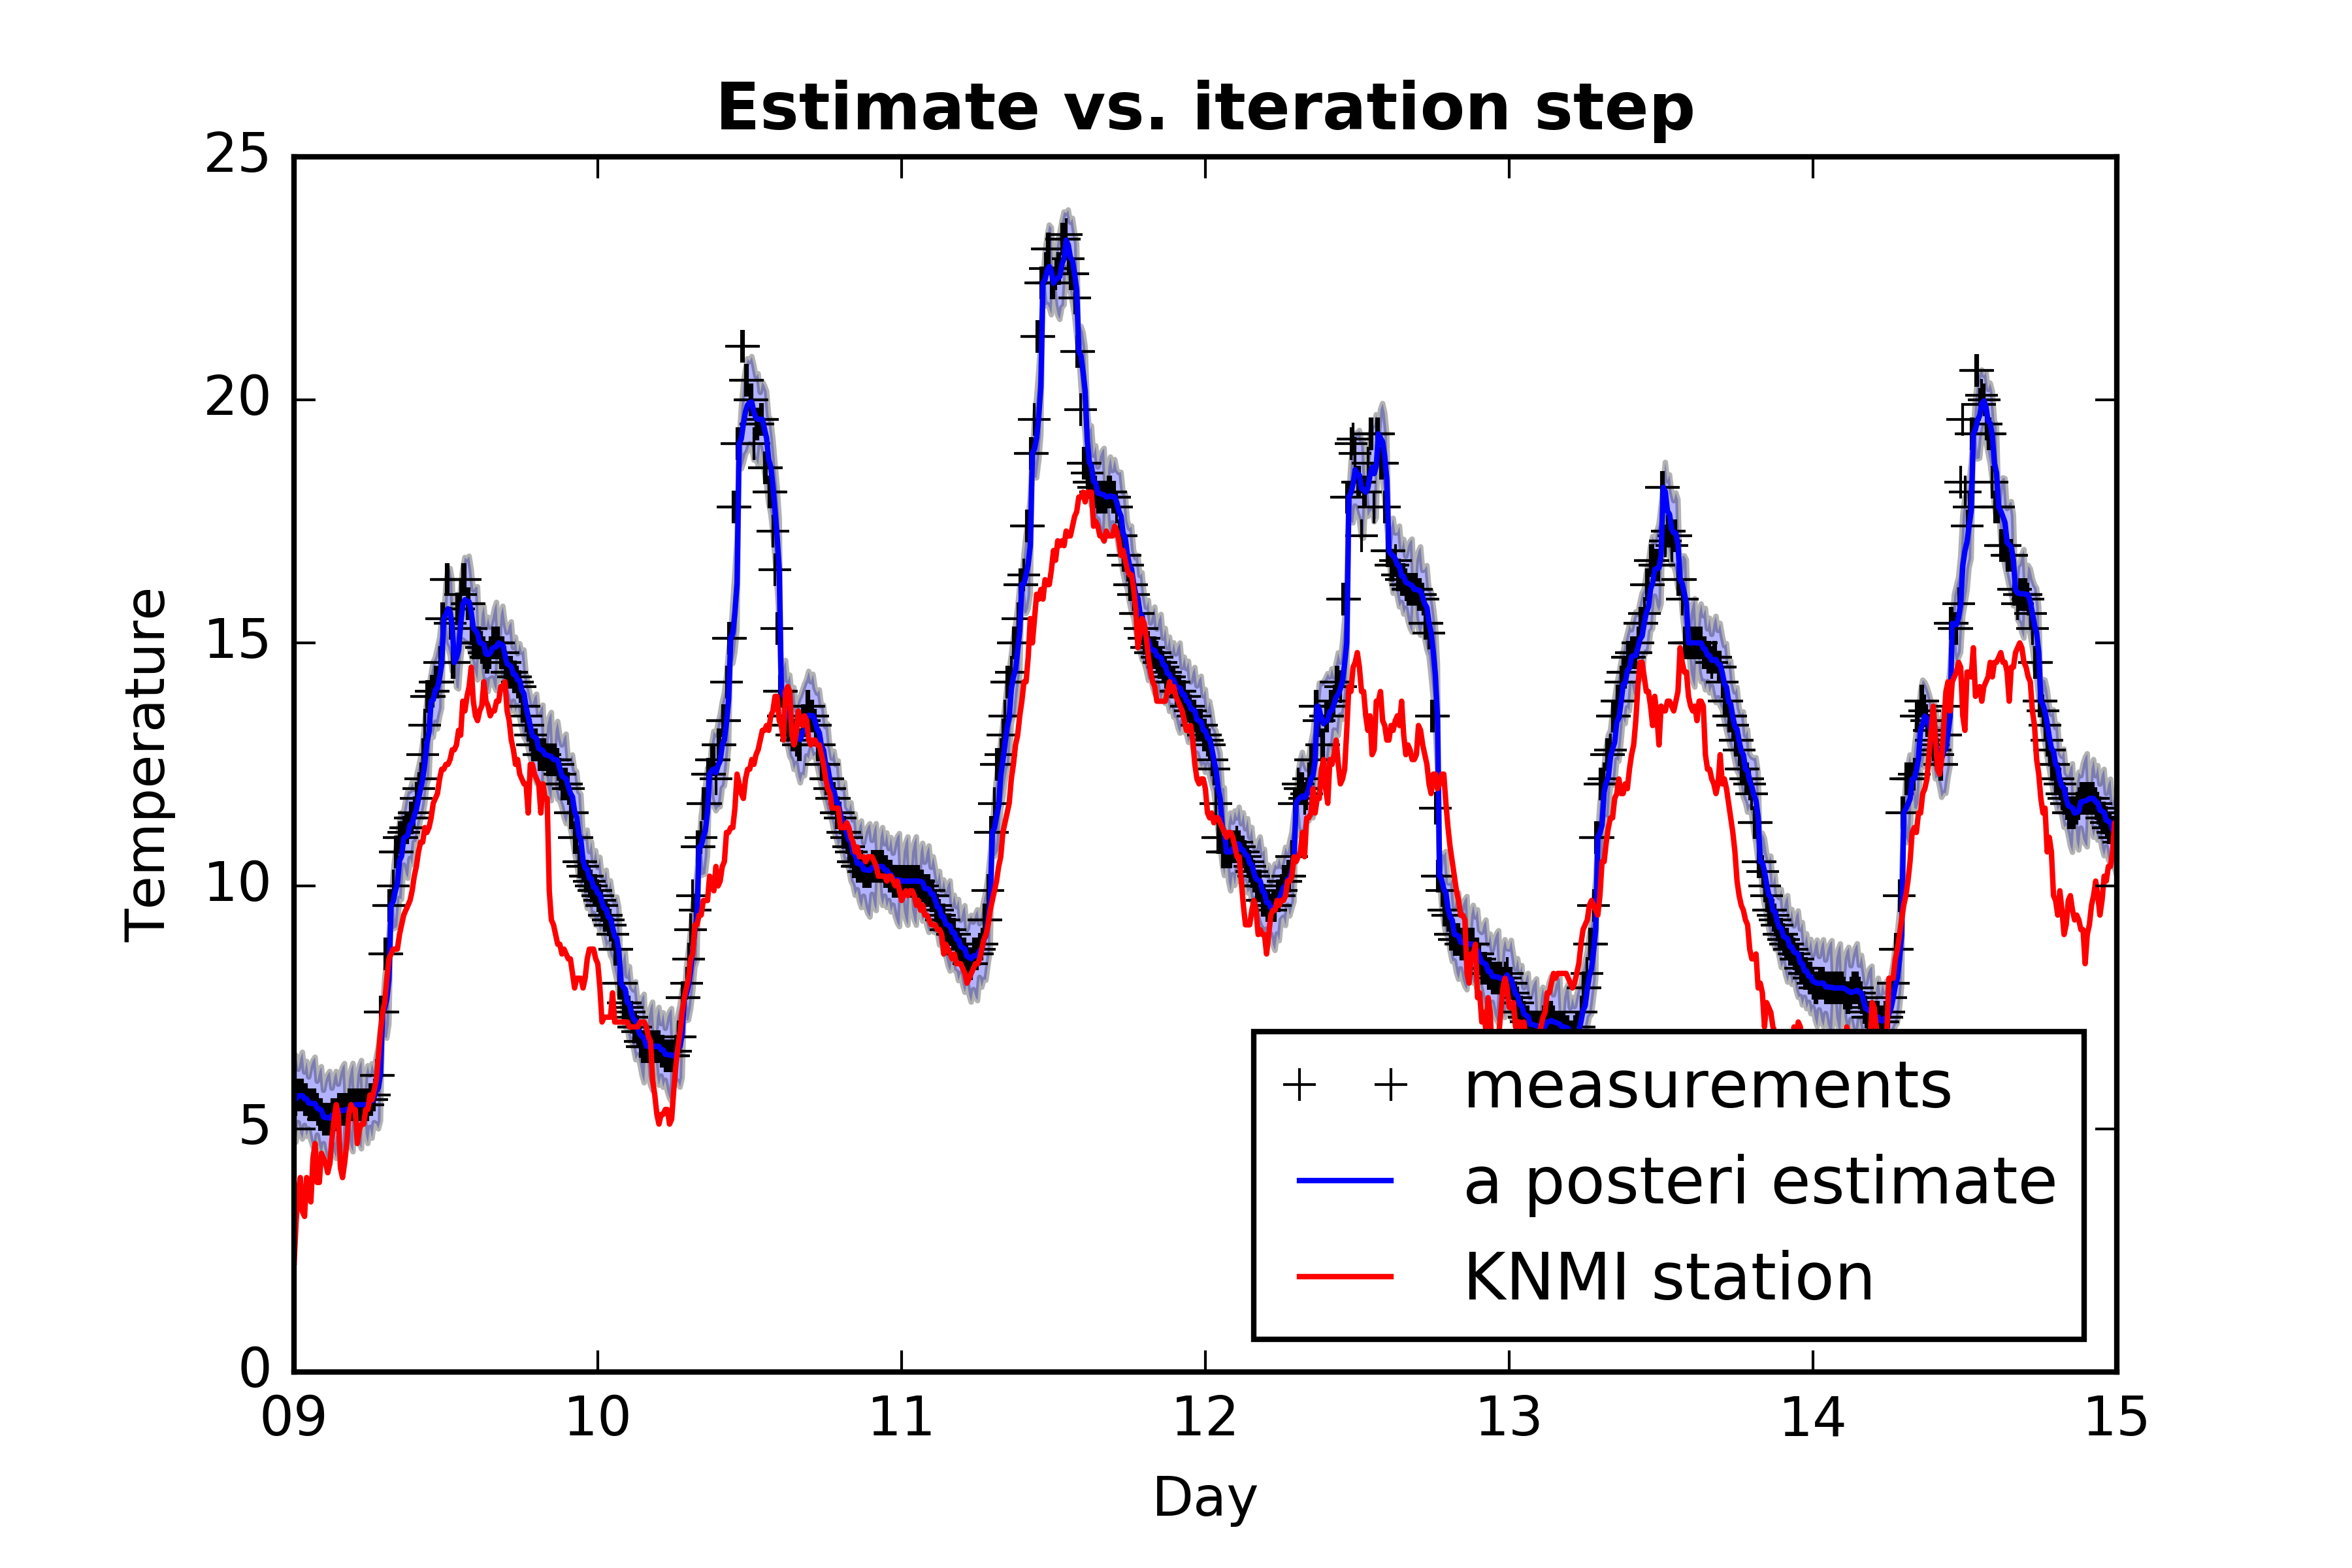 Estimate vs. iteration step
25
20
15
10
5
0
Temperature
09 10 11 12 13 14 15
Day
measurements
a posteri estimate
KNMI station